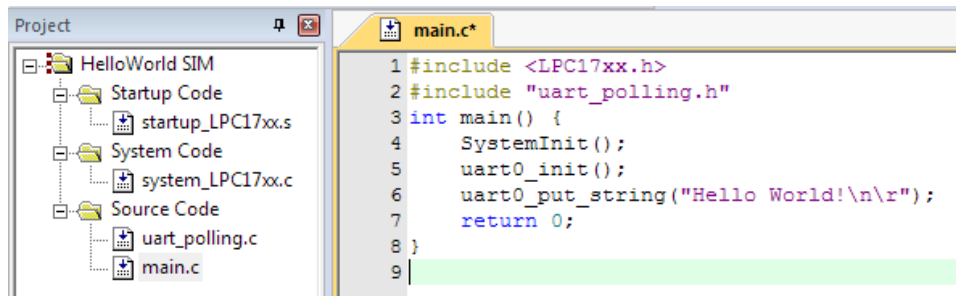 Project
HelloWorld SIM
Startup Code
startup_LPC17xx.s
System Code
system_LPC17xx.c
Source Code
uart_polling.c
main.c
main.c*
1 #include <LPC17xx.h>
2 #include "uart_polling.h"
3 int main() {
4     SystemInit();
5     uart0_init();
6     uart0_put_string("Hello World!\n\r");
7     return 0;
8 }
9